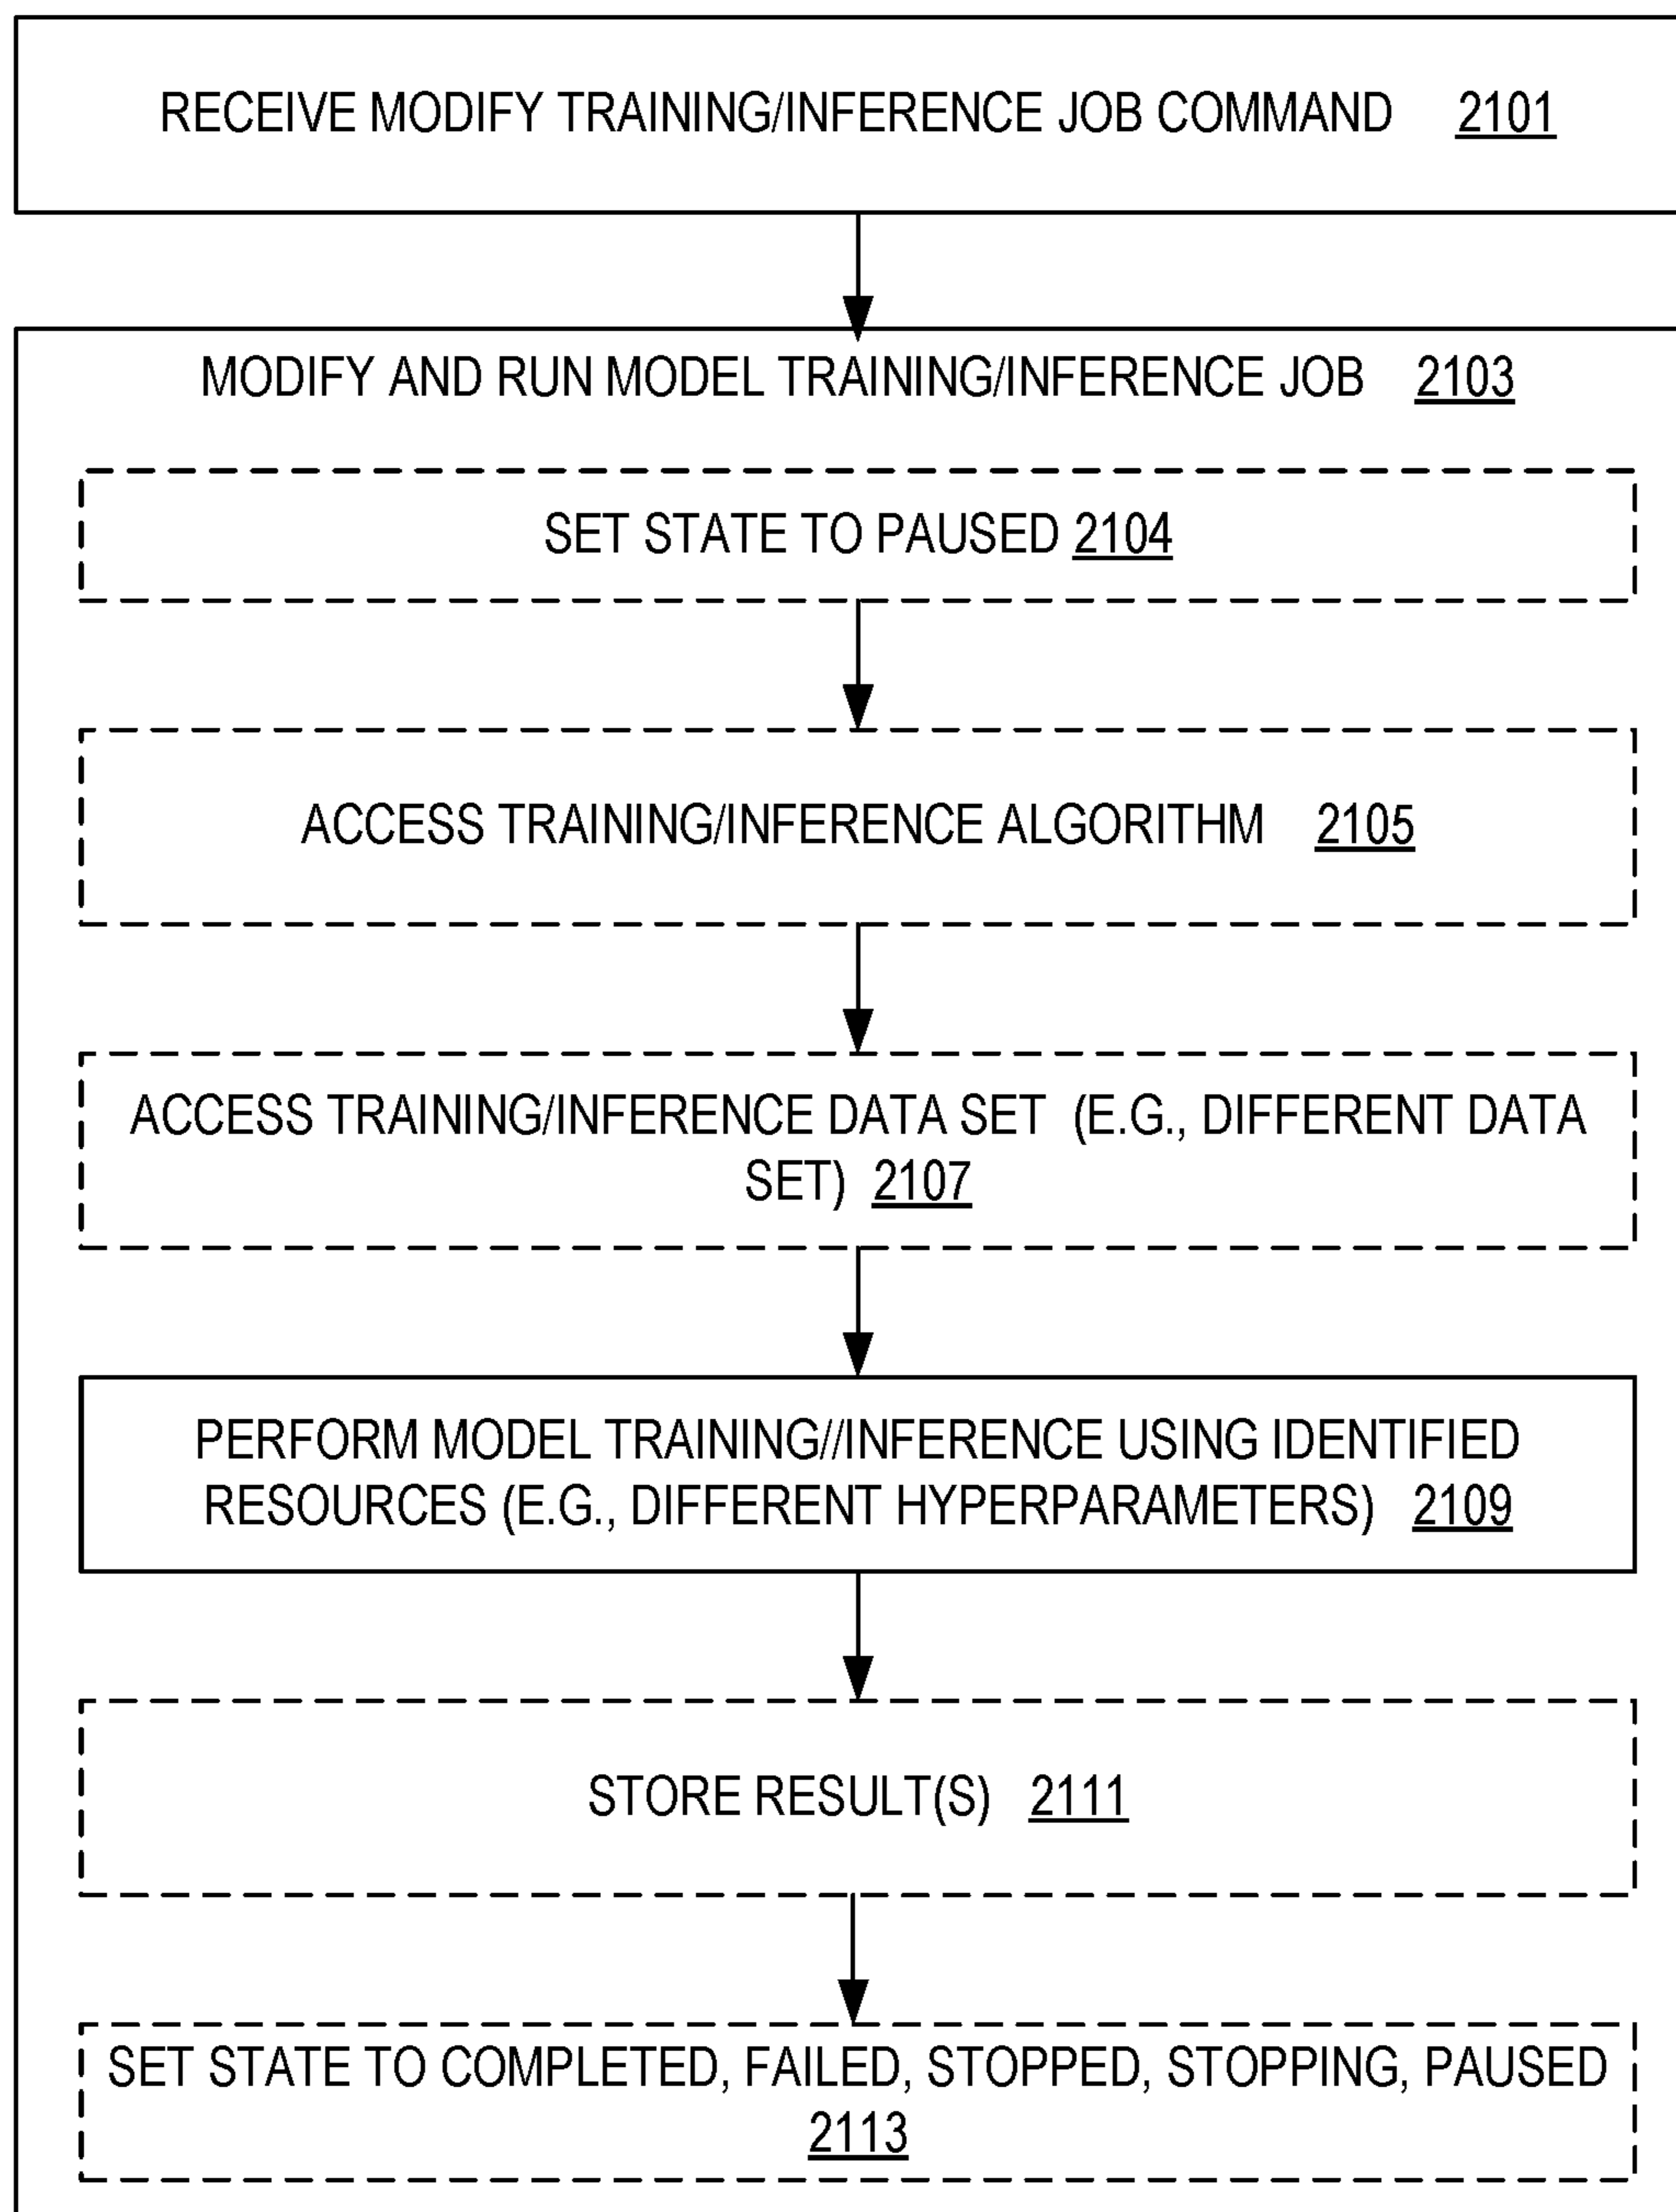 RECEIVE MODIFY TRAINING/INFERENCE JOB COMMAND 2101
MODIFY AND RUN MODEL TRAINING/INFERENCE JOB 2103
SET STATE TO PAUSED 2104
ACCESS TRAINING/INFERENCE ALGORITHM 2105
ACCESS TRAINING/INFERENCE DATA SET (E.G., DIFFERENT DATA
SET) 2107
PERFORM MODEL TRAINING//INFERENCE USING IDENTIFIED
RESOURCES (E.G., DIFFERENT HYPERPARAMETERS) 2109
STORE RESULT(S) 2111
SET STATE TO COMPLETED, FAILED, STOPPED, STOPPING, PAUSED
2113